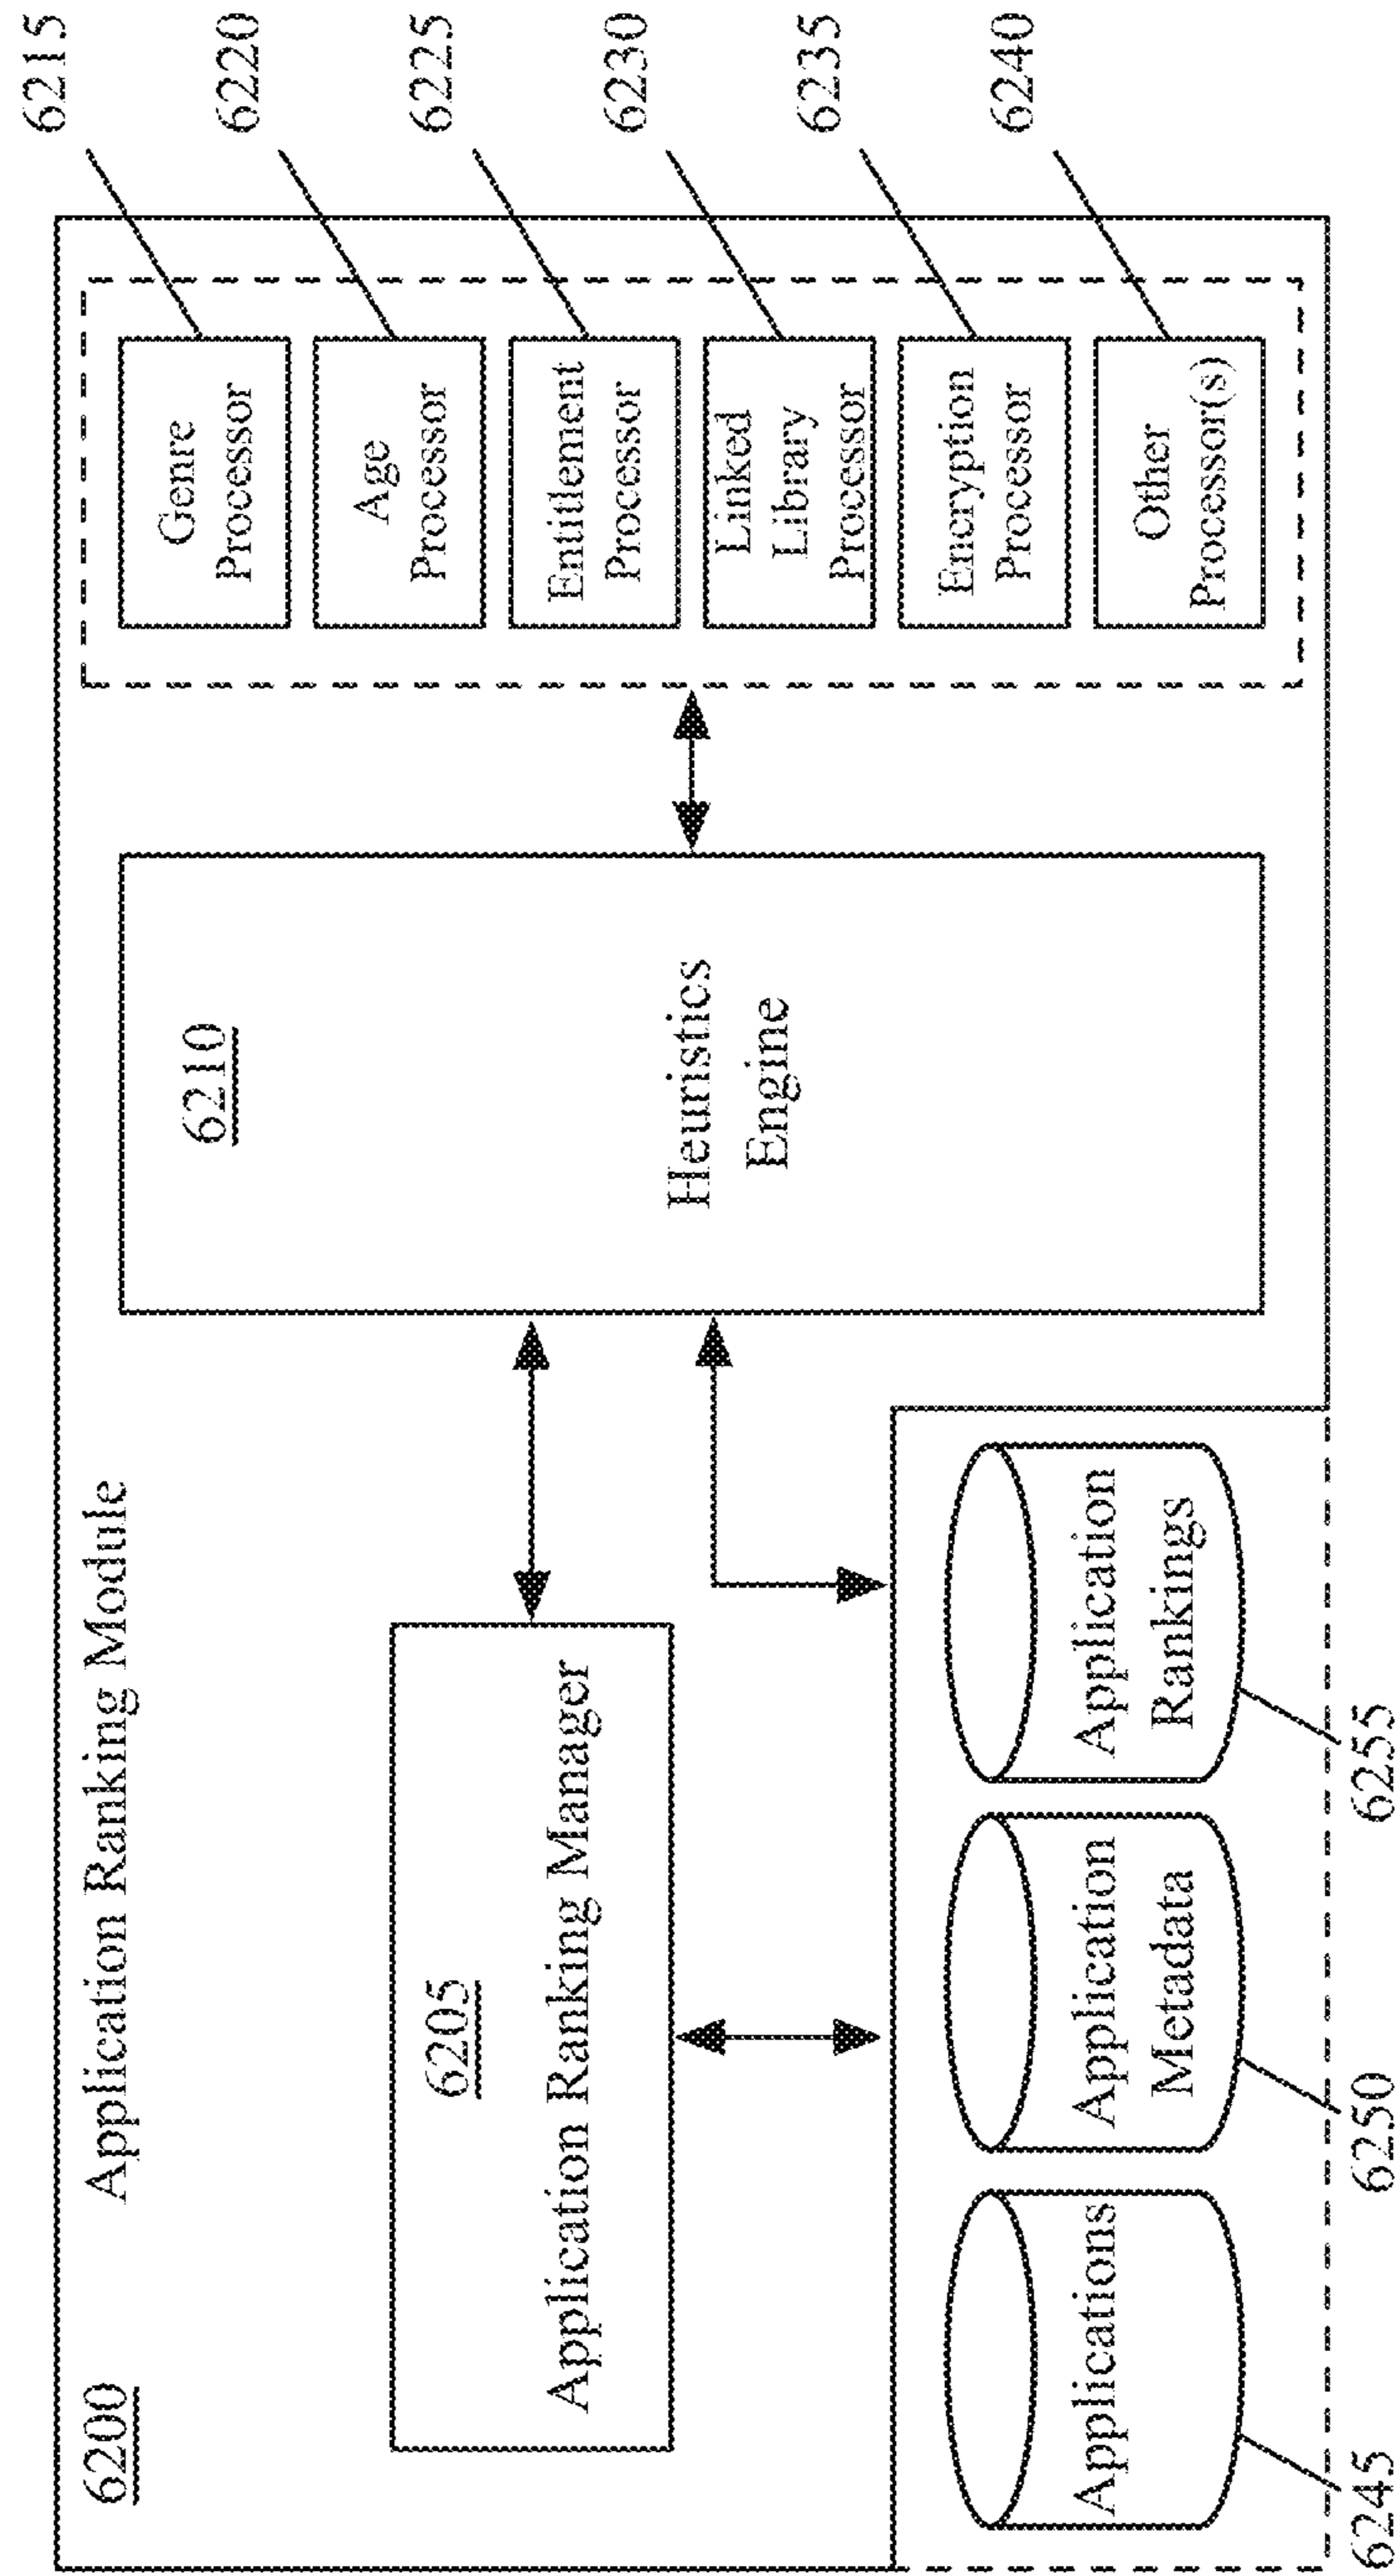 6200
Application Ranking Module
6205
Application Ranking Manager
6210
Heuristics
Engine
Genre
Processor
6215
Age
Processor
6220
Entitlement
Processor
6225
Linked
Library
Processor
6230
Encryption
Processor
6235
Other
Processor(s)
6240
Applications
6245
Application
Metadata
6250
Application
Rankings
6255